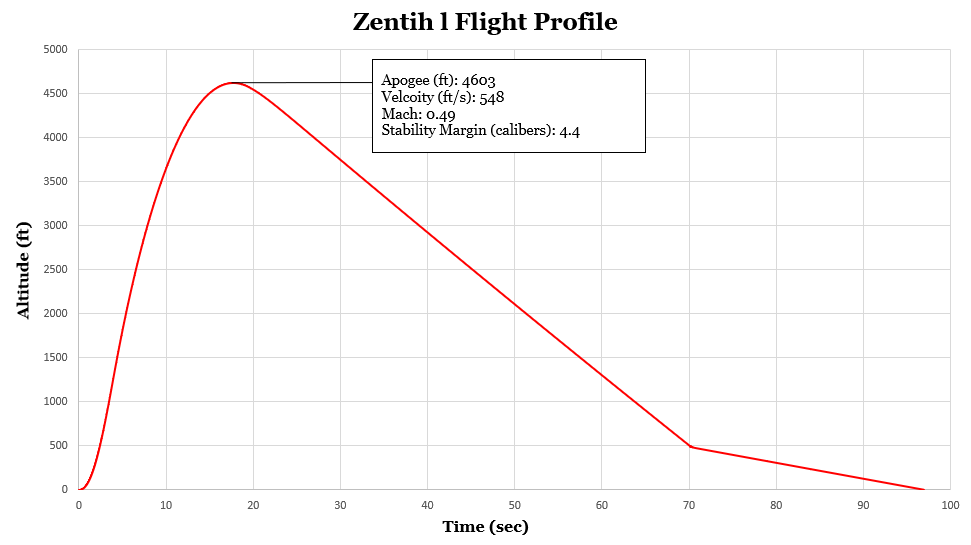 Zentih l Flight Profile
5000
4500
4000
3500
3000
2500
2000
1500
1000
500
0
Altitude (ft)
Apogee (ft): 4603
Velcoity (ft/s): 548
Mach: 0.49
Stability Margin (calibers): 4.4
0 10 20 30 40 50 60 70 80 90 100
Time (sec)